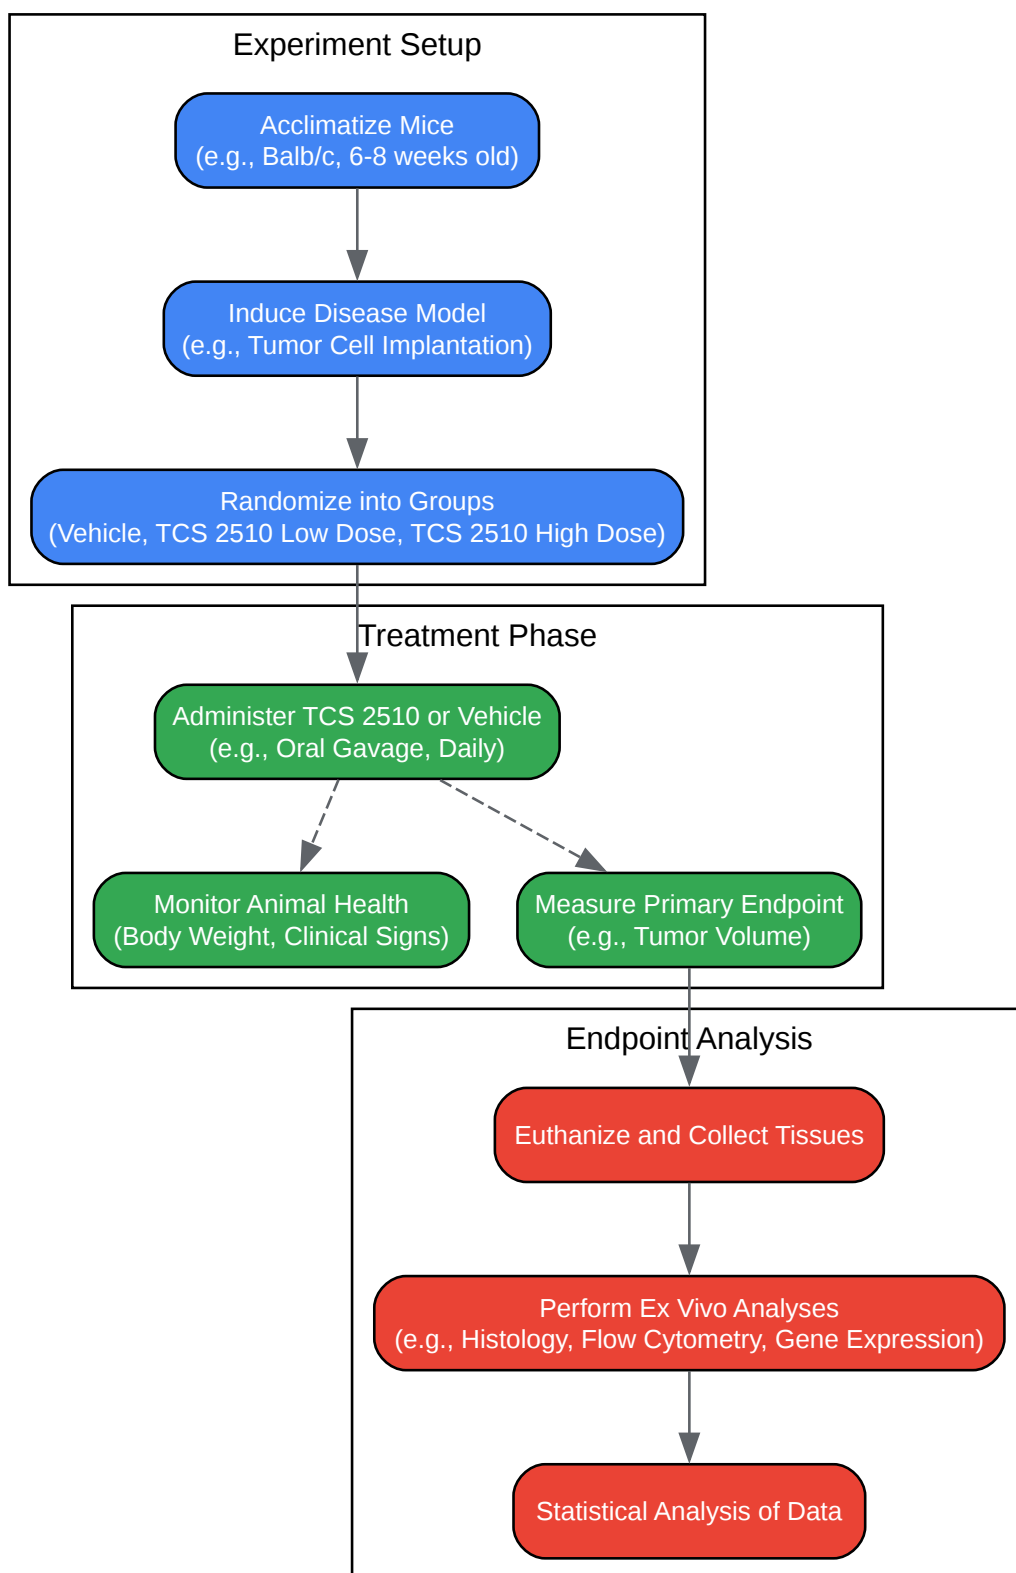 Experiment Setup
Acclimatize Mice
(e.g., Balb/c, 6-8 weeks old)
Induce Disease Model
(e.g., Tumor Cell Implantation)
Randomize into Groups
(Vehicle, TCS 2510 Low Dose, TCS 2510 High Dose)
Treatment Phase
Administer TCS 2510 or Vehicle
(e.g., Oral Gavage, Daily)
Monitor Animal Health
(Body Weight, Clinical Signs)
Measure Primary Endpoint
(e.g., Tumor Volume)
Endpoint Analysis
Euthanize and Collect Tissues
Perform Ex Vivo Analyses
(e.g., Histology, Flow Cytometry, Gene Expression)
Statistical Analysis of Data